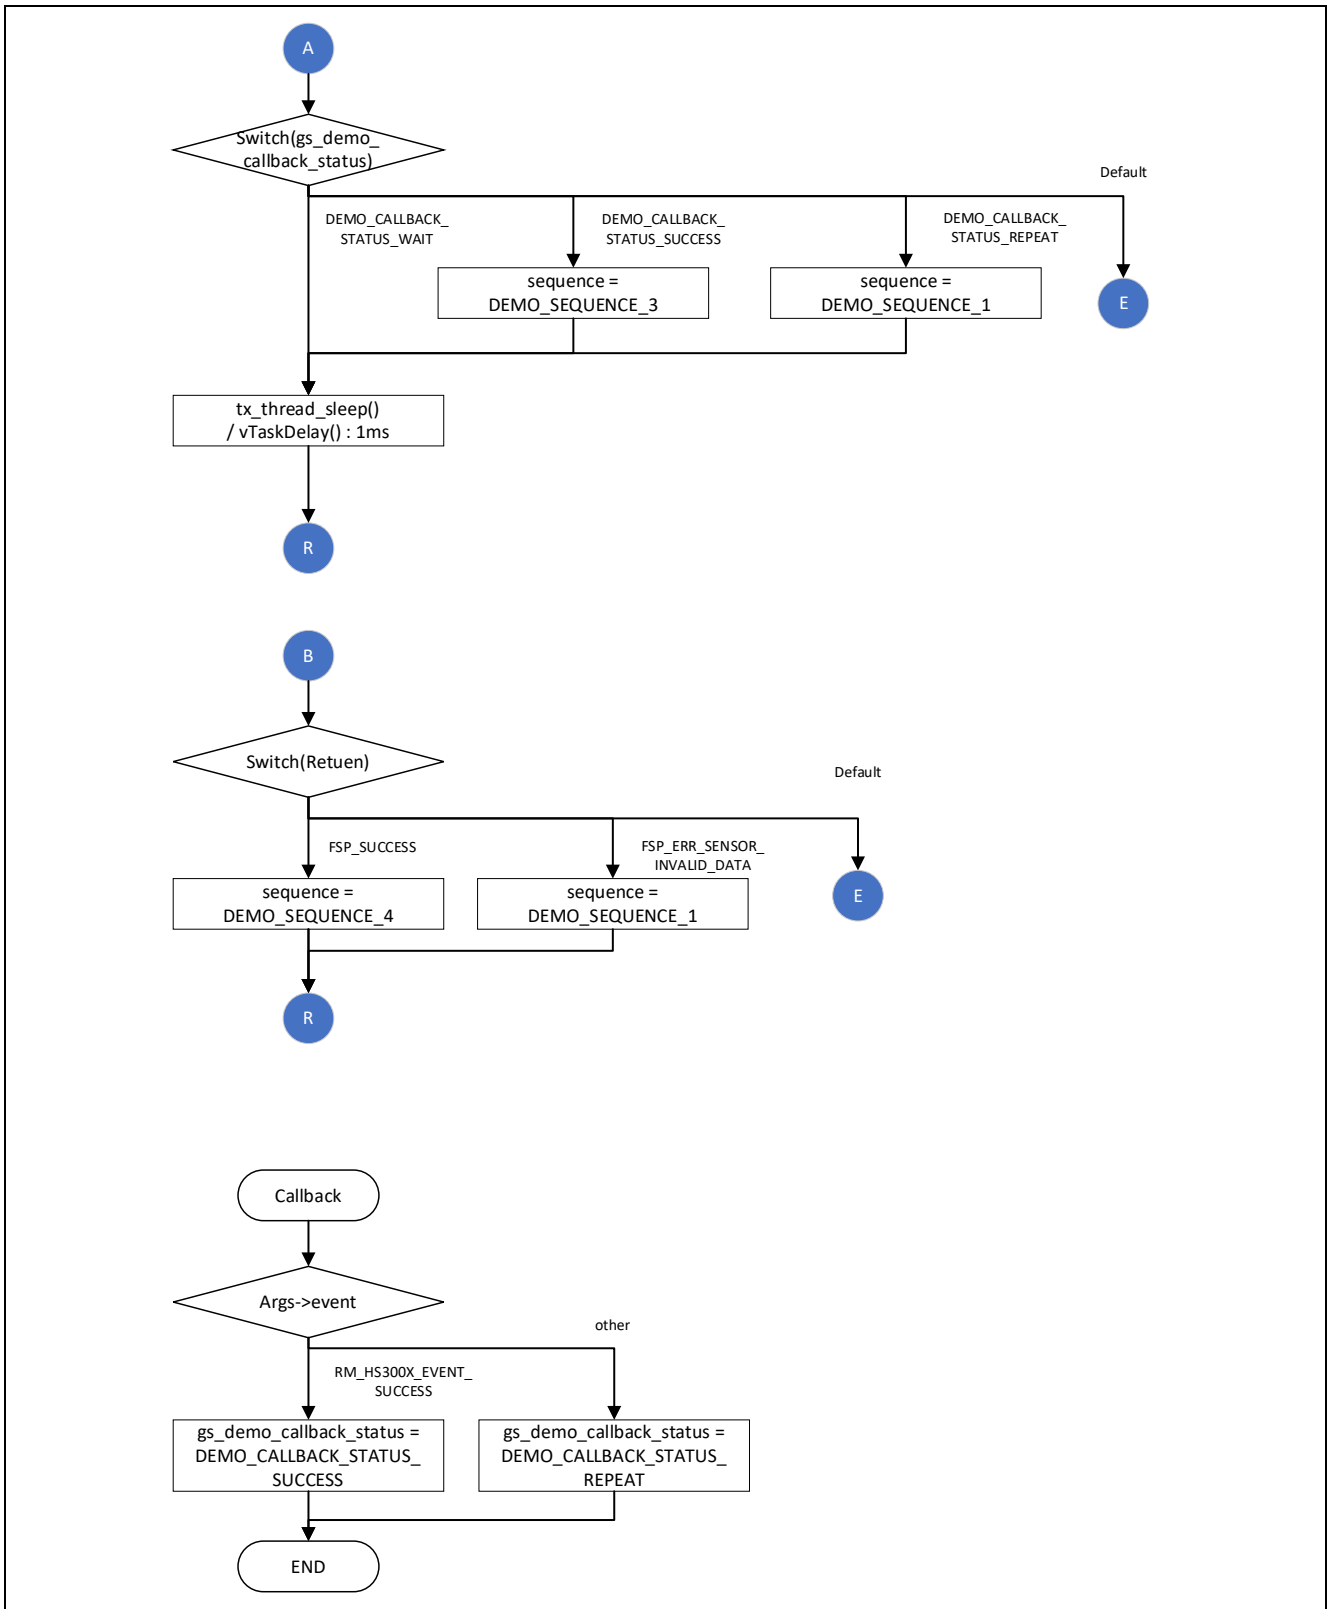 A
Switch(gs_demo_
callback_status)
Default
DEMO_CALLBACK_
STATUS_WAIT
DEMO_CALLBACK_
STATUS_SUCCESS
DEMO_CALLBACK_
STATUS_REPEAT
sequence =
DEMO_SEQUENCE_3
sequence =
DEMO_SEQUENCE_1
E
tx_thread_sleep()
/ vTaskDelay() : 1ms
R
B
Switch(Retuen)
Default
FSP_SUCCESS
FSP_ERR_SENSOR_
INVALID_DATA
sequence =
DEMO_SEQUENCE_4
sequence =
DEMO_SEQUENCE_1
E
R
Callback
Args->event
other
RM_HS300X_EVENT_
SUCCESS
gs_demo_callback_status =
DEMO_CALLBACK_STATUS_
SUCCESS
gs_demo_callback_status =
DEMO_CALLBACK_STATUS_
REPEAT
END